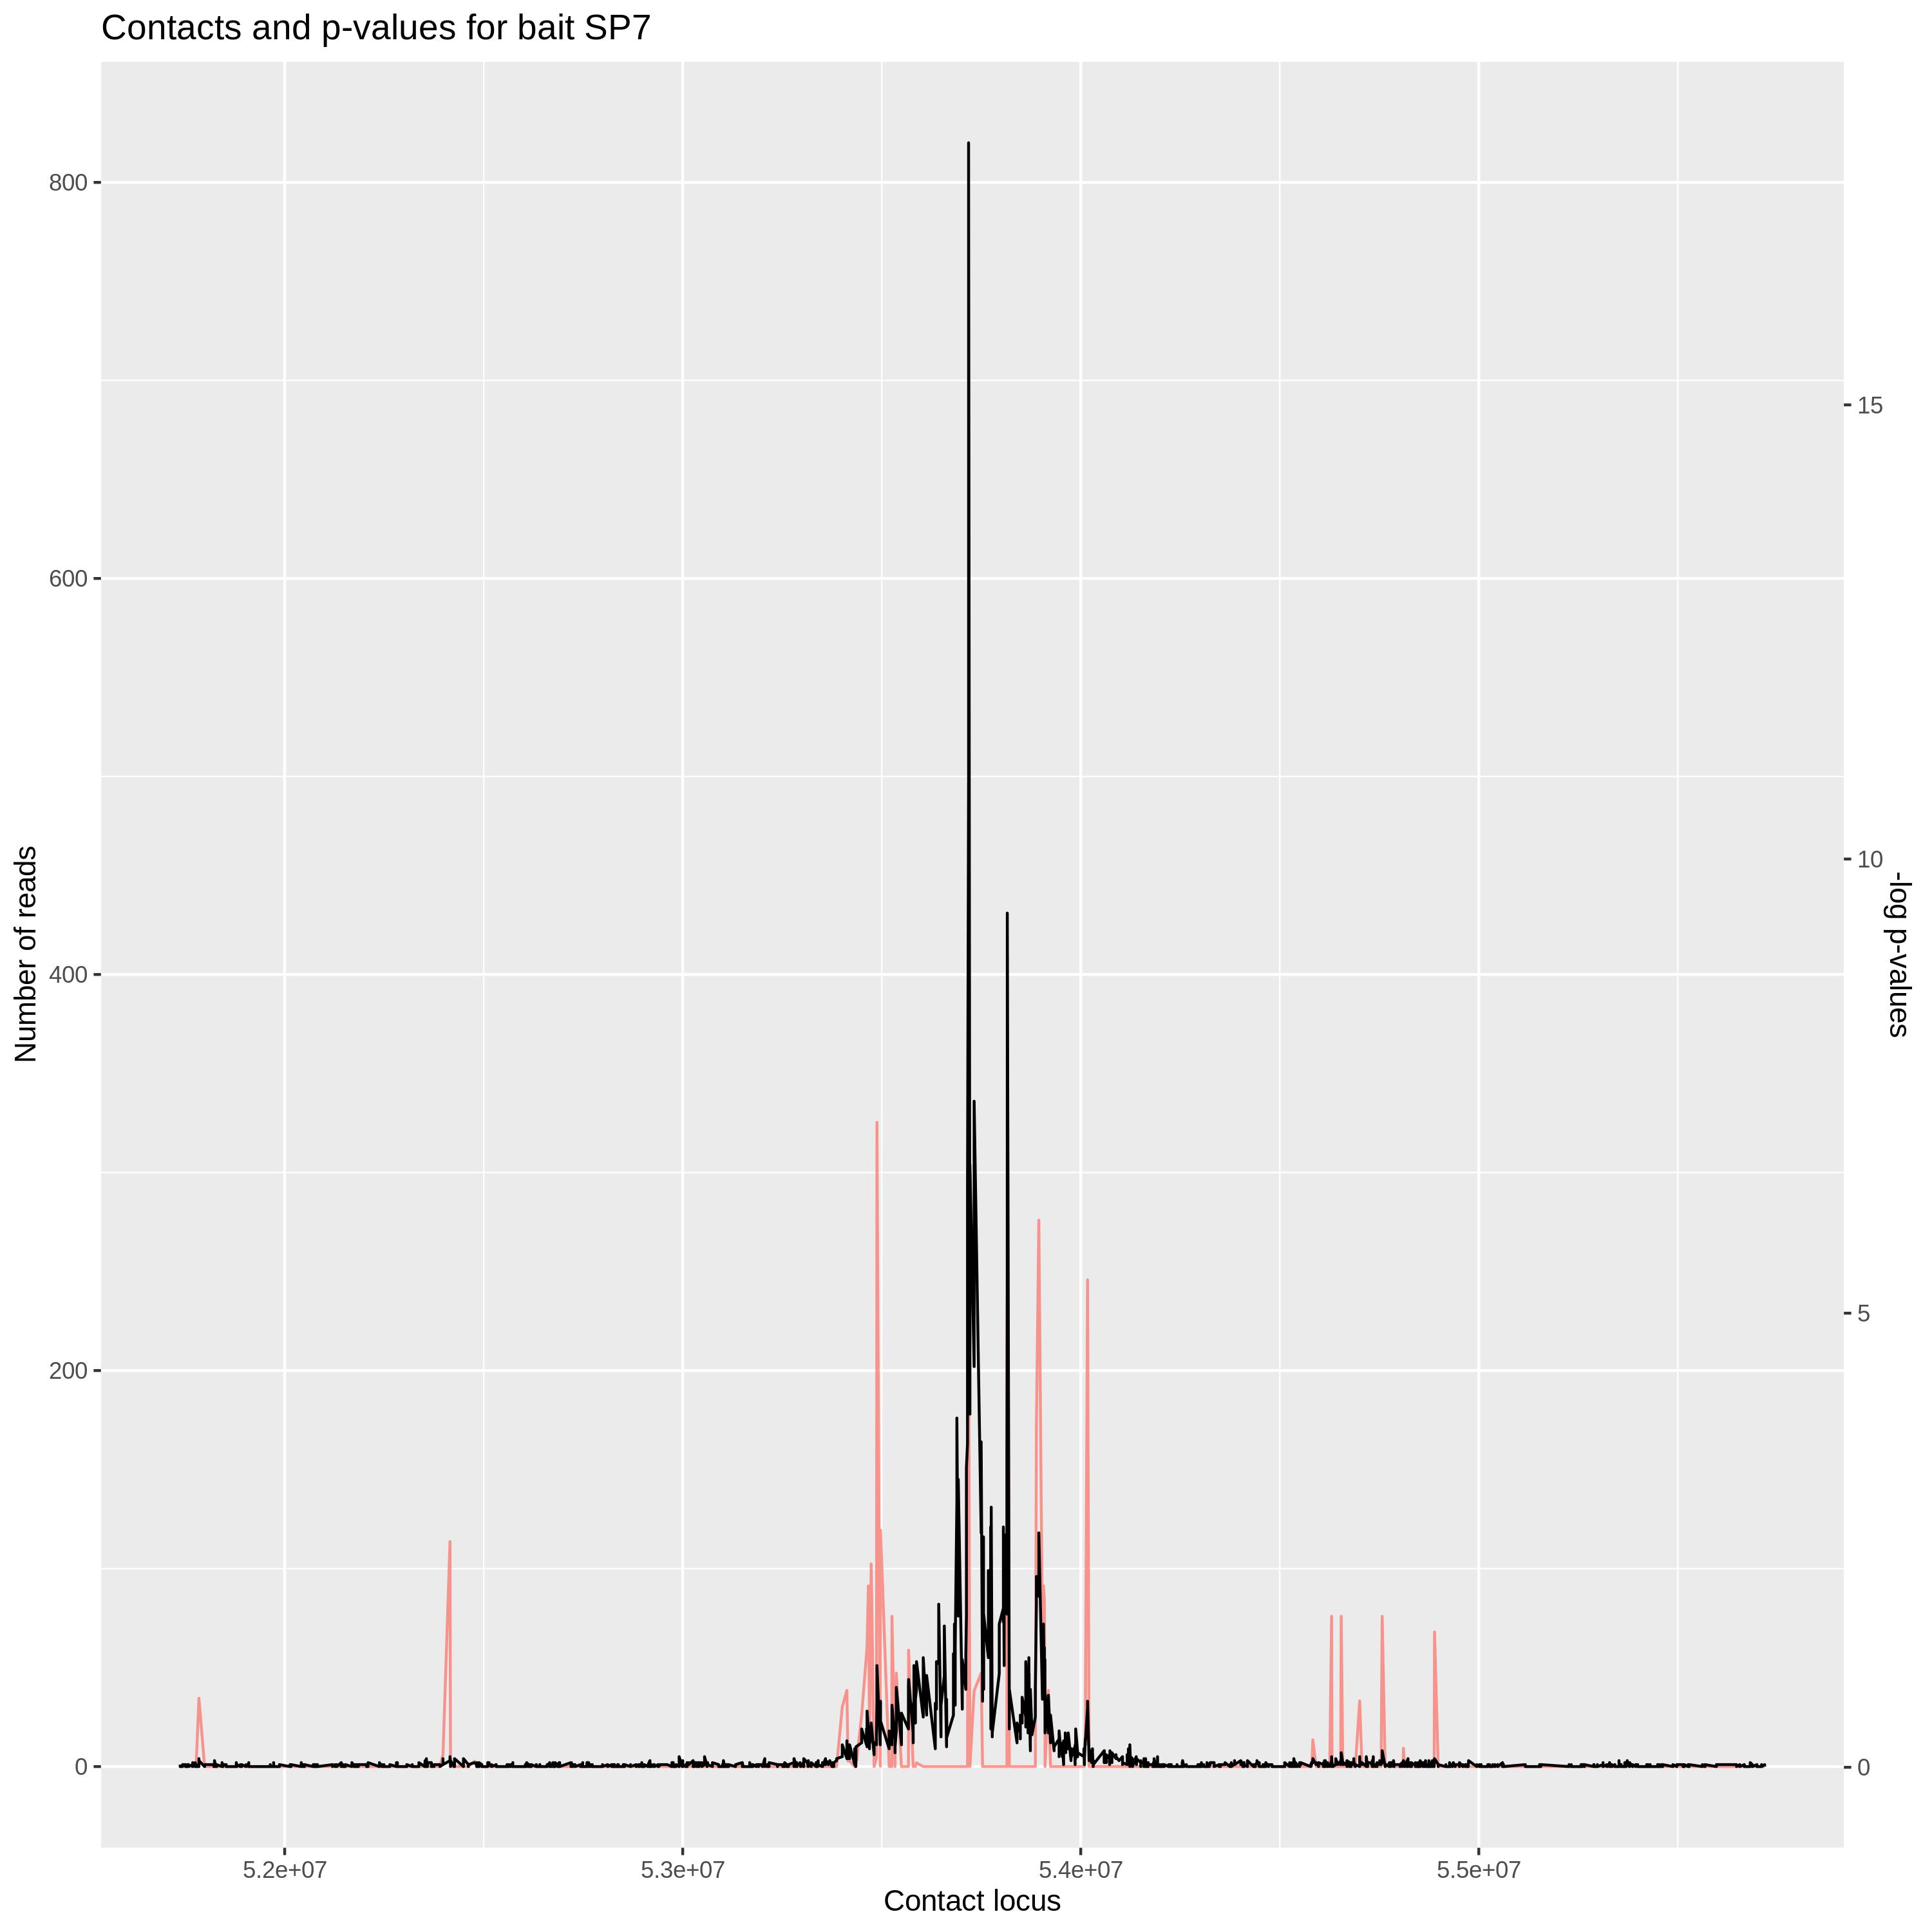 Contacts and p-values for bait SP7
800
600
400
200
0
Number of reads
15
10
5
0
-log p-values
5.2e+07
5.3e+07
5.4e+07
5.5e+07
Contact locus